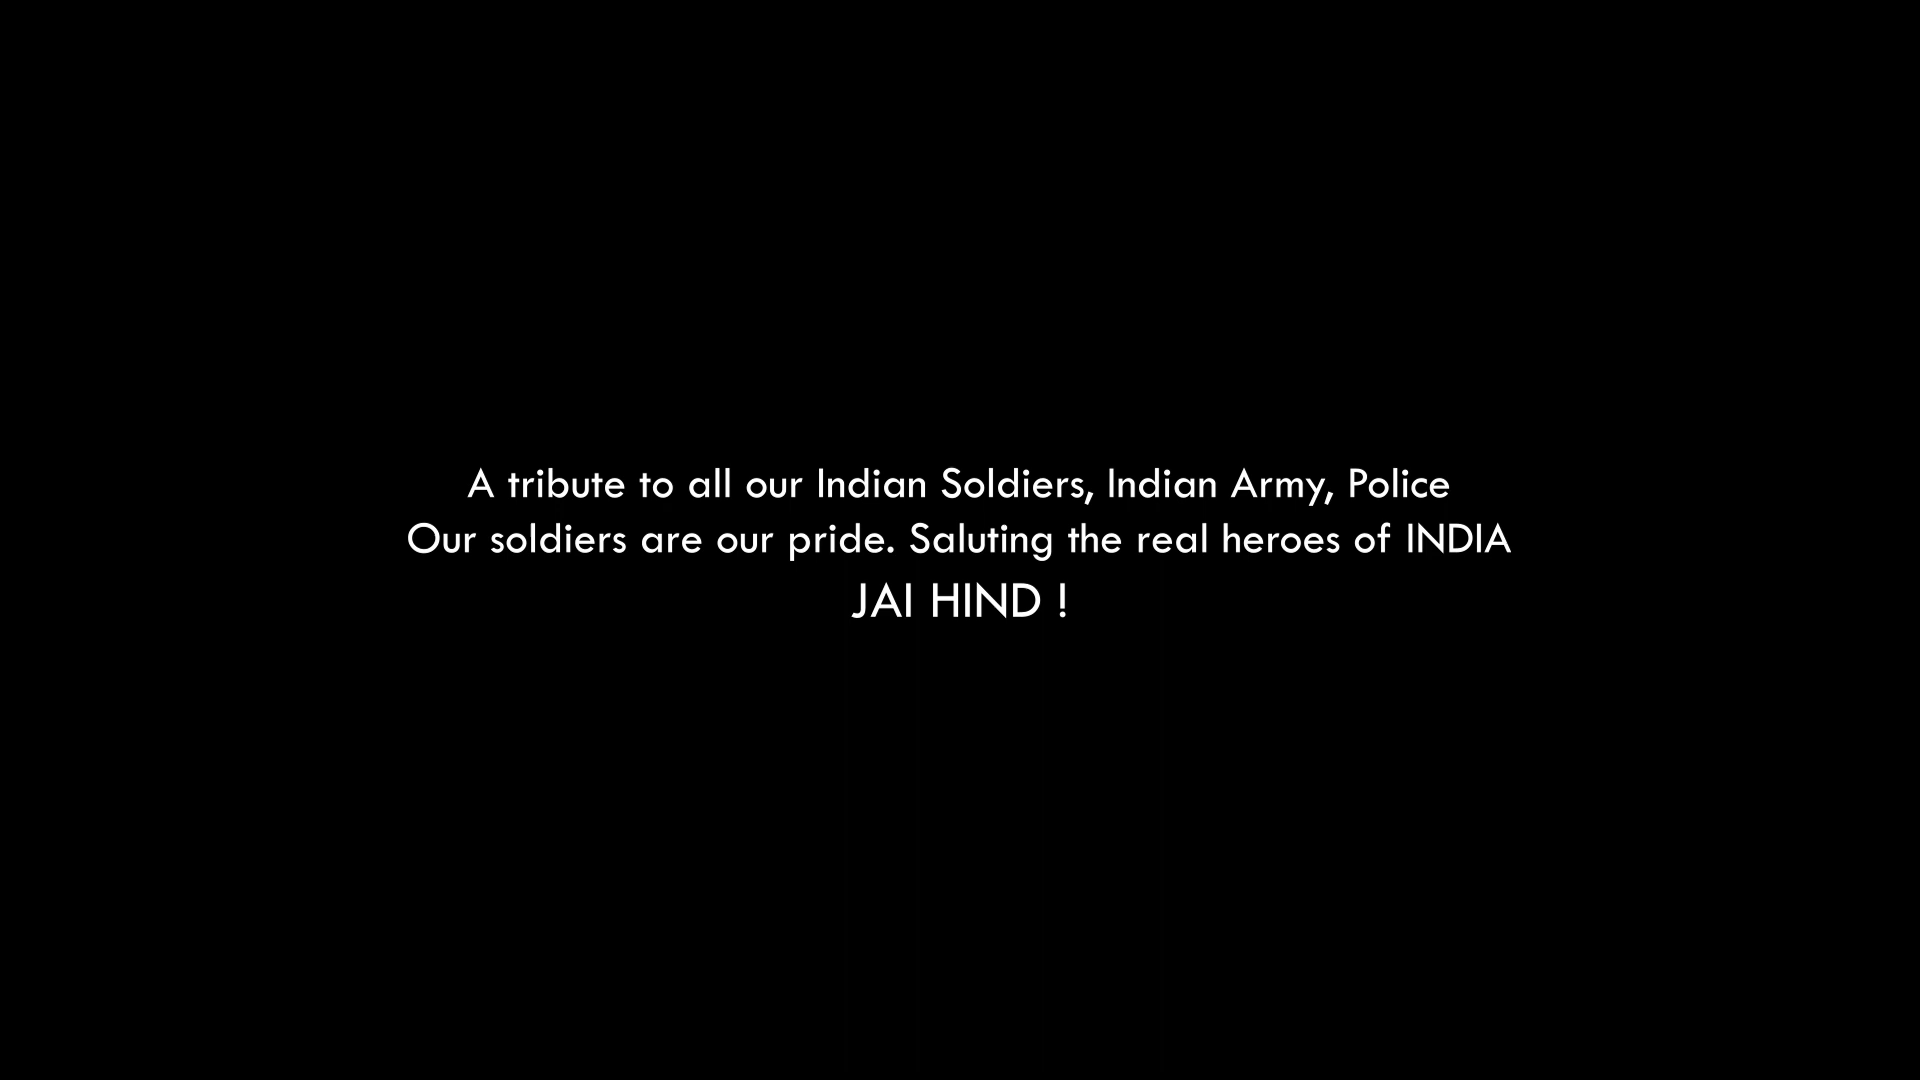 A tribute to all our Indian Soldiers, Indian Army, Police
Our soldiers are our pride. Saluting the real heroes of INDIA
JAI HIND !